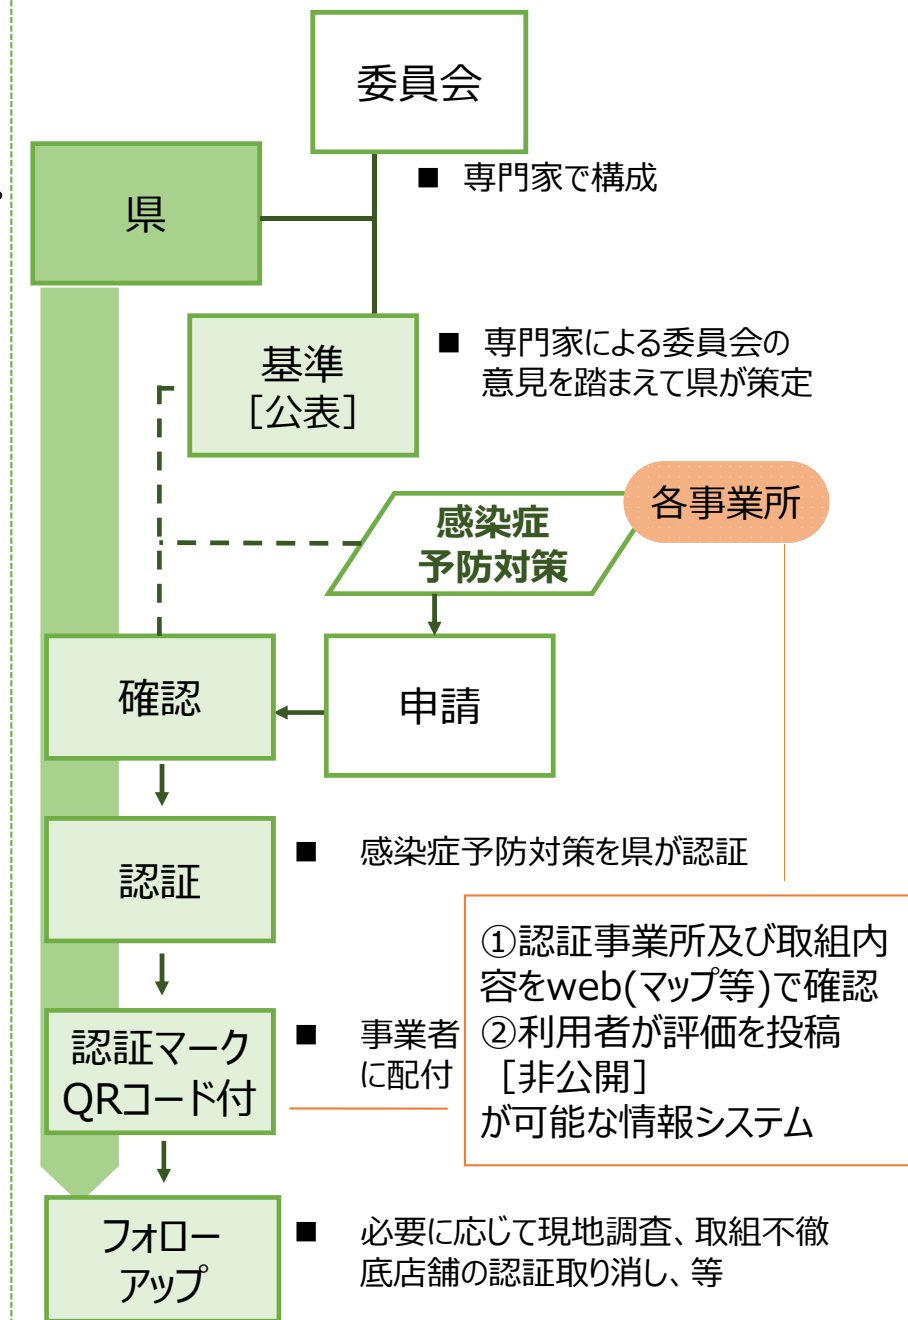 委員会
■ 専門家で構成
県
基準
[公表]
■ 専門家による委員会の
意見を踏まえて県が策定
各事業所
感染症
予防対策
確認
申請
認証
■ 感染症予防対策を県が認証
①認証事業所及び取組内
容をweb(マップ等)で確認
②利用者が評価を投稿
[非公開]
が可能な情報システム
認証マーク
QRコード付
■ 事業者
に配付
フォロー
アップ
■ 必要に応じて現地調査、取組不徹
底店舗の認証取り消し、等